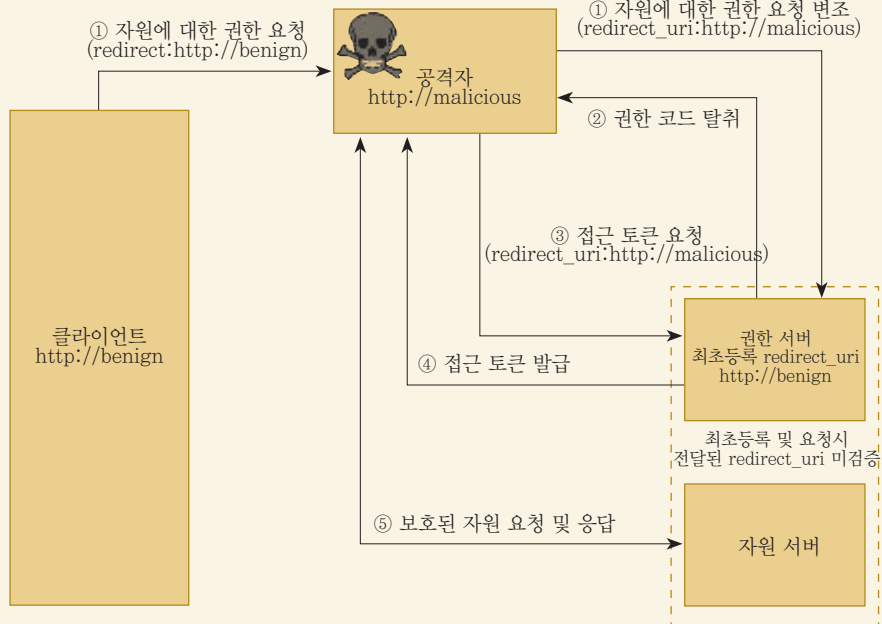 ① 자원에 대한 권한 요청
(redirect:http://benign)
① 자원에 대한 권한 요청 변조
(redirect_uri:http://malicious)
공격자
http://malicious
② 권한 코드 탈취
③ 접근 토큰 요청
(redirect_uri:http://malicious)
클라이언트
http://benign
권한 서버
최초등록 redirect_uri
http://benign
④ 접근 토큰 발급
최초등록 및 요청시
전달된 redirect_uri 미검증
⑤ 보호된 자원 요청 및 응답
자원 서버